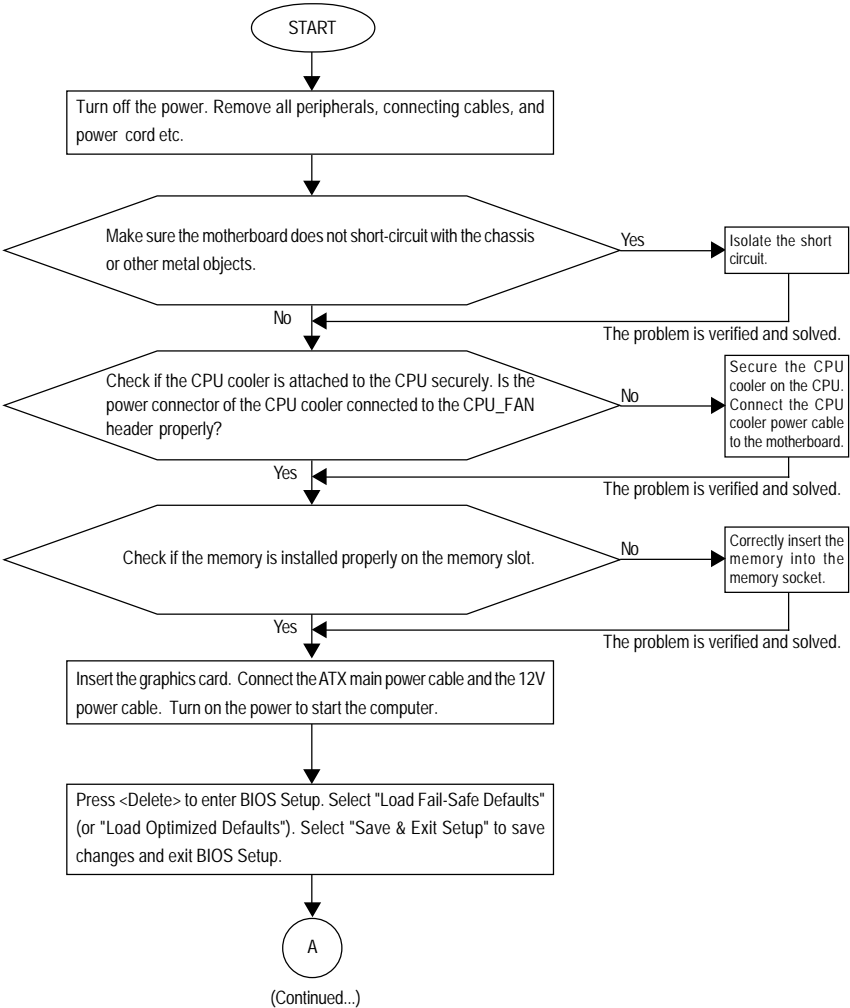 START
Turn off the power. Remove all peripherals, connecting cables, and
power cord etc.
Make sure the motherboard does not short-circuit with the chassis
or other metal objects.
Yes
Isolate the short
circuit.
No
The problem is verified and solved.
Check if the CPU cooler is attached to the CPU securely. Is the
power connector of the CPU cooler connected to the CPU_FAN
header properly?
No
Secure the CPU
cooler on the CPU.
Connect the CPU
cooler power cable
to the motherboard.
Yes
The problem is verified and solved.
Check if the memory is installed properly on the memory slot.
No
Correctly insert the
memory into the
memory socket.
Yes
The problem is verified and solved.
Insert the graphics card. Connect the ATX main power cable and the 12V
power cable. Turn on the power to start the computer.
Press <Delete> to enter BIOS Setup. Select "Load Fail-Safe Defaults"
(or "Load Optimized Defaults"). Select "Save & Exit Setup" to save
changes and exit BIOS Setup.
A
(Continued...)